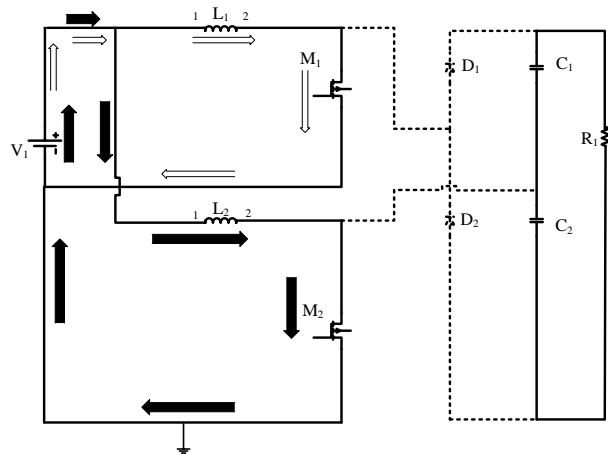 1 L₁ 2
M₁
D₁
C₁
V₁
+
-
R₁
1 L₂ 2
D₂
C₂
M₂